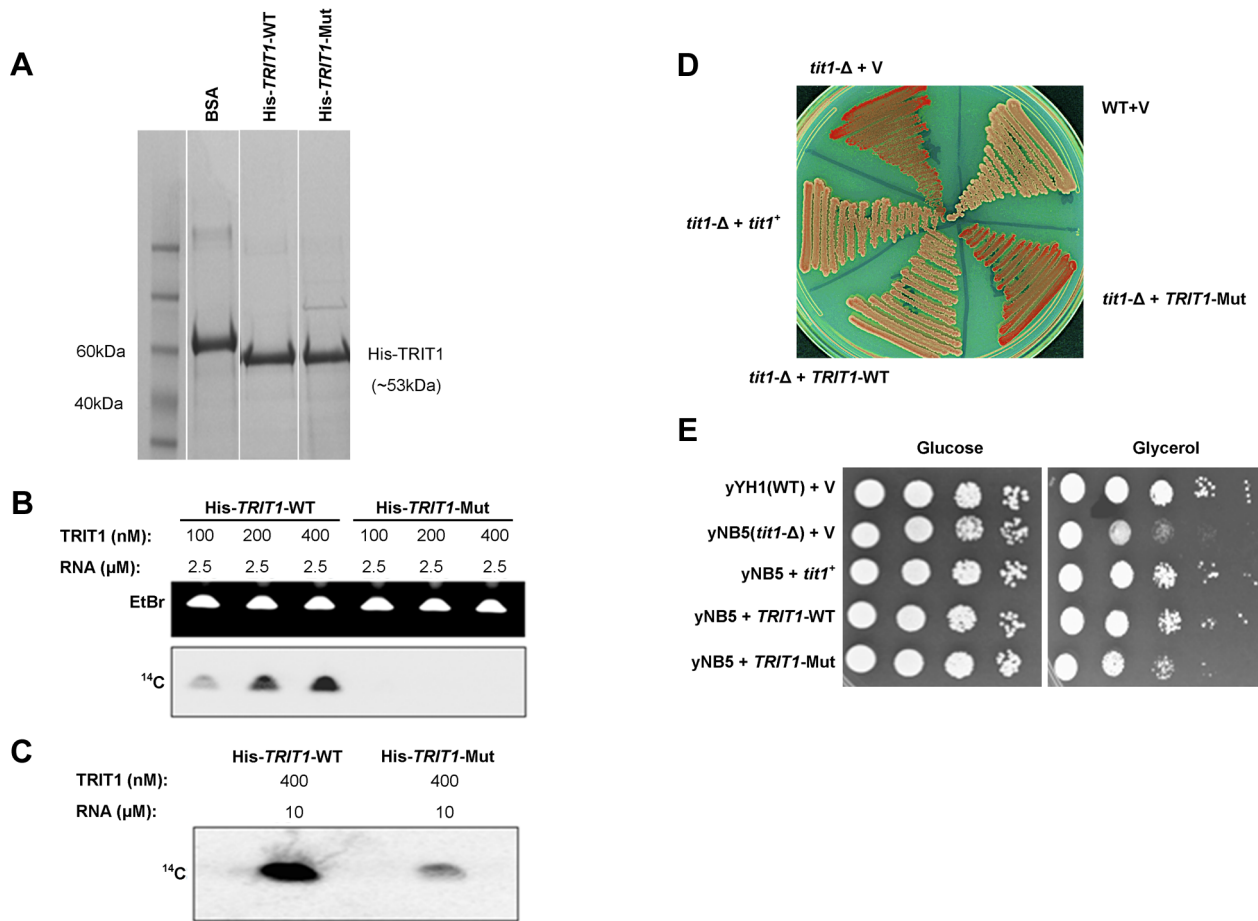 A
BSA
His-TRIT1-WT
His-TRIT1-Mut
60kDa
40kDa
His-TRIT1
(~53kDa)
B
His-TRIT1-WT His-TRIT1-Mut
TRIT1 (nM): 100 200 400 100 200 400
RNA (µM): 2.5 2.5 2.5 2.5 2.5 2.5
EtBr
¹⁴C
C
His-TRIT1-WT His-TRIT1-Mut
TRIT1 (nM): 400 400
RNA (µM): 10 10
¹⁴C
D
tit1-Δ + V
WT+V
tit1-Δ + tit1⁺
tit1-Δ + TRIT1-Mut
tit1-Δ + TRIT1-WT
E
Glucose Glycerol
yYH1(WT) + V
yNB5(tit1-Δ) + V
yNB5 + tit1⁺
yNB5 + TRIT1-WT
yNB5 + TRIT1-Mut